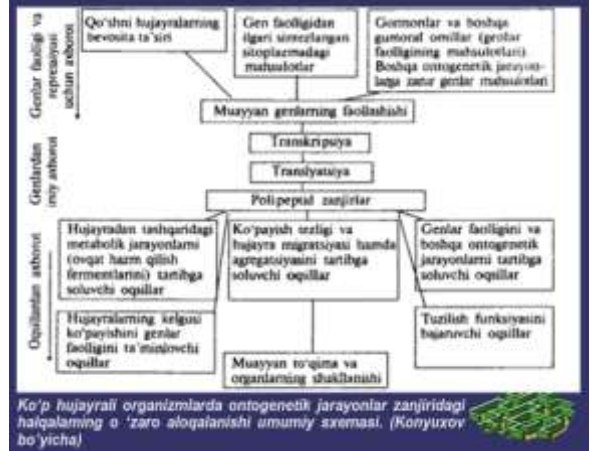 Genlar faoligi va
repressiyasi
uchun axborot
Qo'shni hujayralarning
bevosita ta'siri
Gen faoligidan
ilgari sintezlangan
sitoplazmadagi
mahsulotlar
Gormonlar va boshqa
gumoral omillar (genlar
faolligining mahsulotlari).
Boshqa ontogenetik jarayon-
larga zarur genlar mahsulotlari
Muayyan genlarning faollashishi
Genlardan
irsiy axborot
Transkripsiya
Translyatsiya
Polipeptid zanjirlar
Oqsillardan axborot
Hujayradan tashqaridagi
metabolik jarayonlarni
(ovqat hazm qilish
fermentlarini) tartibga
soluvchi oqsillar
Ko'payish tezligi va
hujayra migratsiyasi hamda
agregatsiyasini tartibga
soluvchi oqsillar
Genlar faolligini va
boshqa ontogenetik
jarayonlarni tartibga
soluvchi oqsillar
Hujayralarning kelgusi
ko'payishini genlar
faolligini ta'minlovchi
oqsillar
Tuzilish funksiyasini
bajaruvchi oqsillar
Muayyan to'qima va
organlarning shakllanishi
Ko'p hujayrali organizmlarda ontogenetik jarayonlar zanjiridagi
halqalarning o 'zaro aloqalanishi umumiy sxemasi. (Konyuxov
bo'yicha)